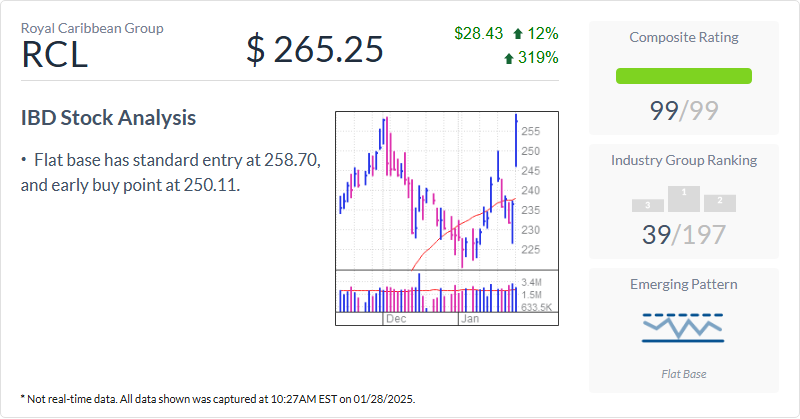 Royal Caribbean Group
RCL
$ 265.25
$28.43 12%
319%
IBD Stock Analysis
• Flat base has standard entry at 258.70,
and early buy point at 250.11.
255
250
245
240
235
230
225
3.4M
1.5M
633.5K
Dec Jan
Composite Rating
99/99
Industry Group Ranking
3 1 2
39/197
Emerging Pattern
Flat Base
* Not real-time data. All data shown was captured at 10:27AM EST on 01/28/2025.